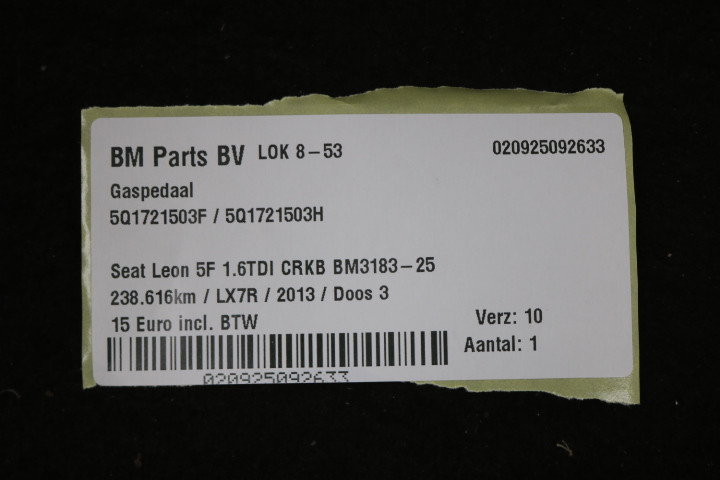 BM Parts BV LOK 8-53 020925092633
Gaspedaal
5Q1721503F / 5Q1721503H
Seat Leon 5F 1.6TDI CRKB BM3183-25
238.616km / LX7R / 2013 / Doos 3
15 Euro incl. BTW Verz: 10
Aantal: 1
020925092633